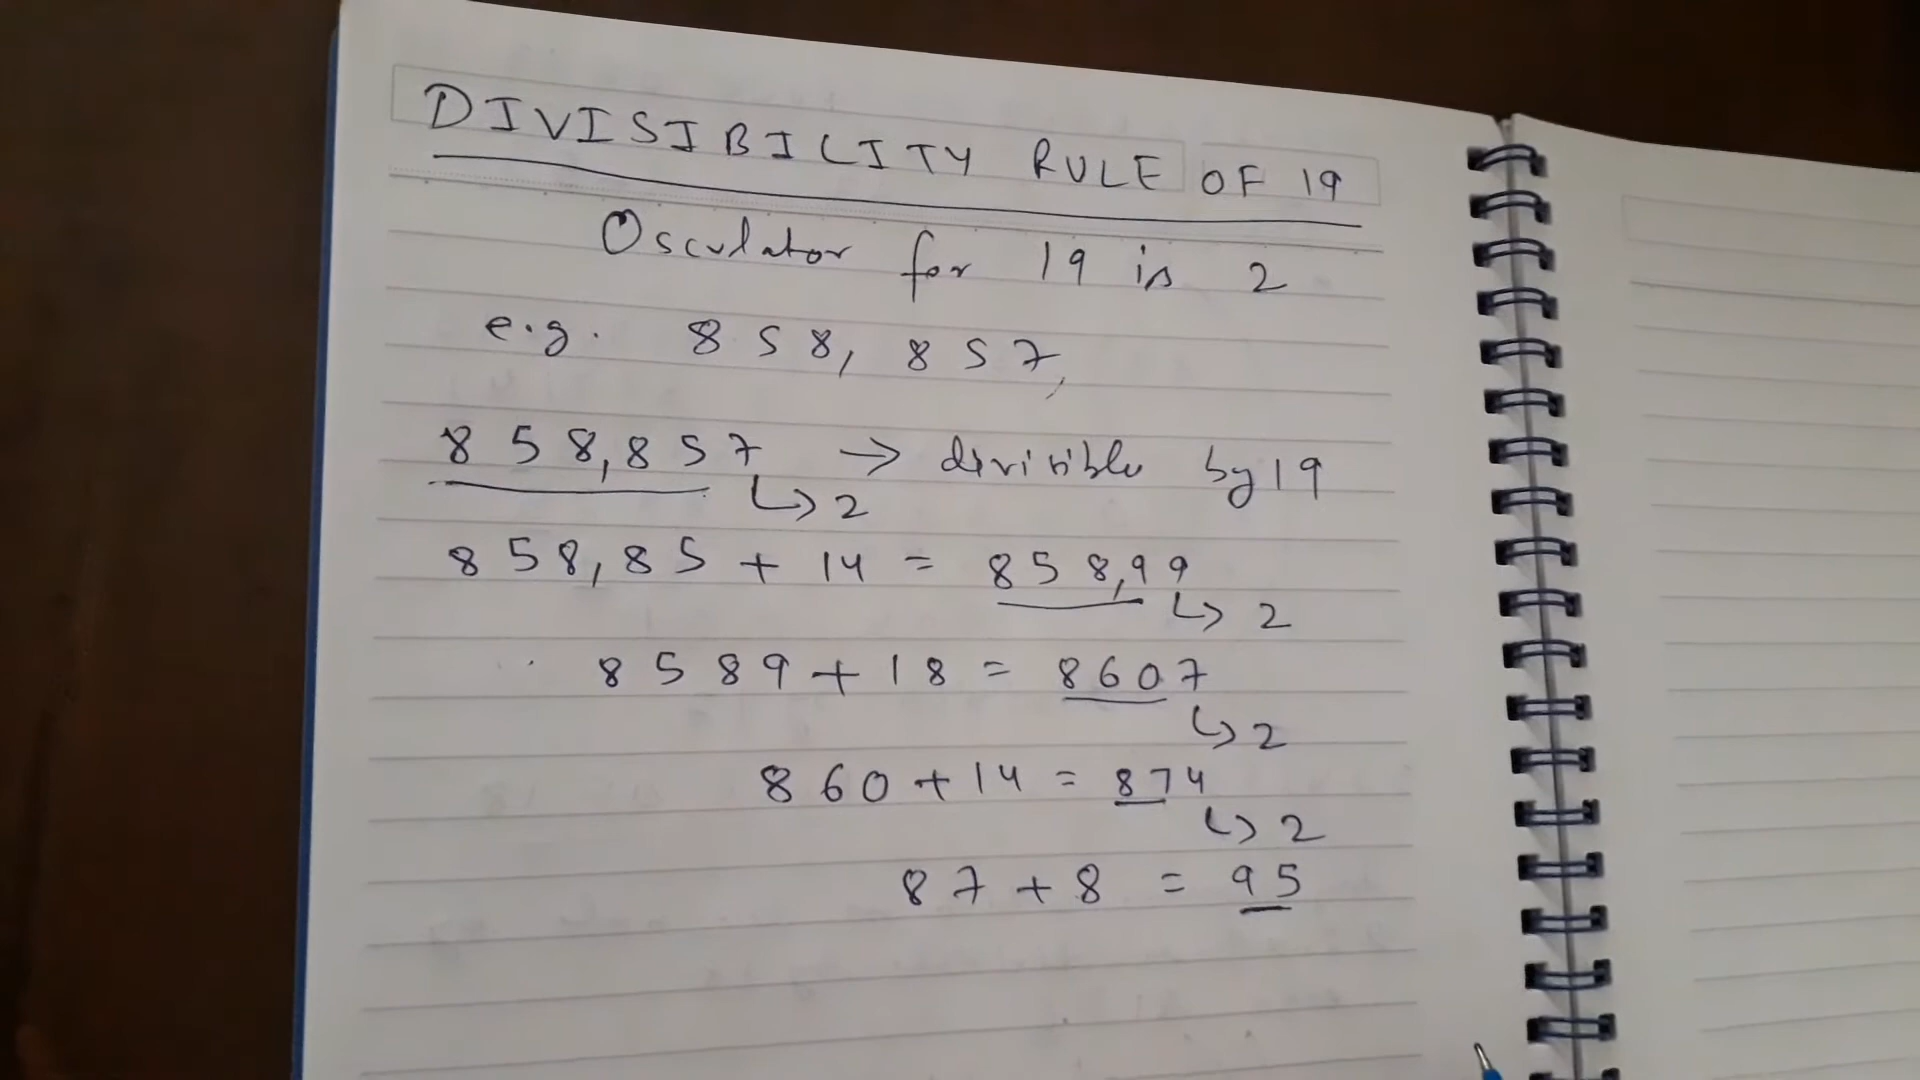 DIVISIBILITY RULE OF 19
Osculator for 19 is 2
e.g. 858, 857,
858,857 → divisible by 19
↳ 2
858,85 + 14 = 858,99
↳ 2
8589 + 18 = 8607
↳ 2
860 + 14 = 874
↳ 2
87 + 8 = 95